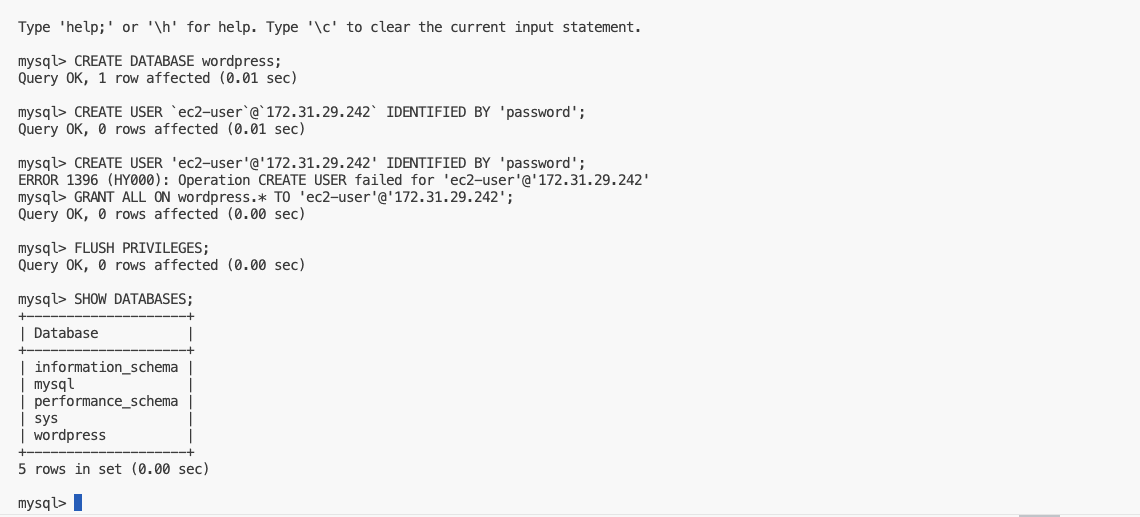 Type 'help;' or '\h' for help. Type '\c' to clear the current input statement.
mysql> CREATE DATABASE wordpress;
Query OK, 1 row affected (0.01 sec)
mysql> CREATE USER `ec2-user`@`172.31.29.242` IDENTIFIED BY 'password';
Query OK, 0 rows affected (0.01 sec)
mysql> CREATE USER 'ec2-user'@'172.31.29.242' IDENTIFIED BY 'password';
ERROR 1396 (HY000): Operation CREATE USER failed for 'ec2-user'@'172.31.29.242'
mysql> GRANT ALL ON wordpress.* TO 'ec2-user'@'172.31.29.242';
Query OK, 0 rows affected (0.00 sec)
mysql> FLUSH PRIVILEGES;
Query OK, 0 rows affected (0.00 sec)
mysql> SHOW DATABASES;
+--------------------+
| Database           |
+--------------------+
| information_schema |
| mysql              |
| performance_schema |
| sys                |
| wordpress          |
+--------------------+
5 rows in set (0.00 sec)
mysql>